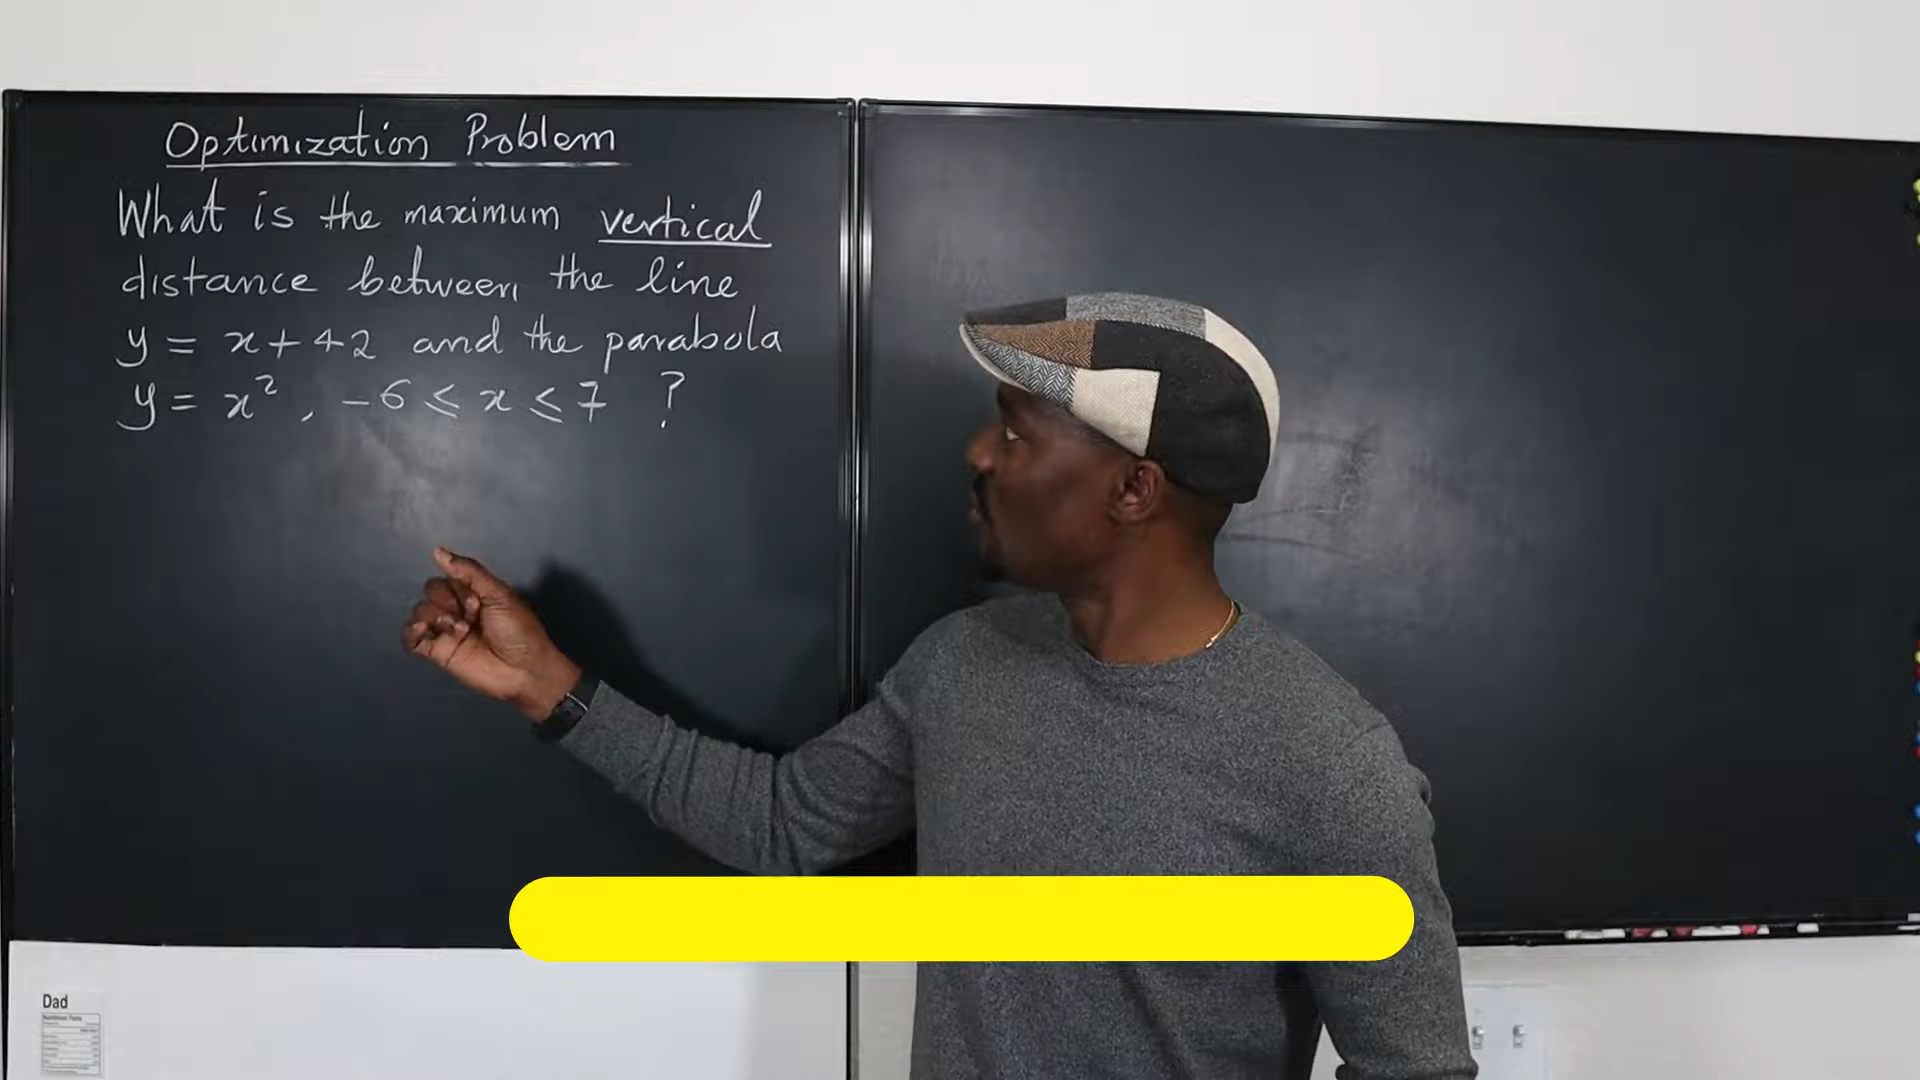 Optimization Problem
What is the maximum vertical
distance between the line
y = x + 42 and the parabola
y = x², -6 ≤ x ≤ 7 ?
Dad